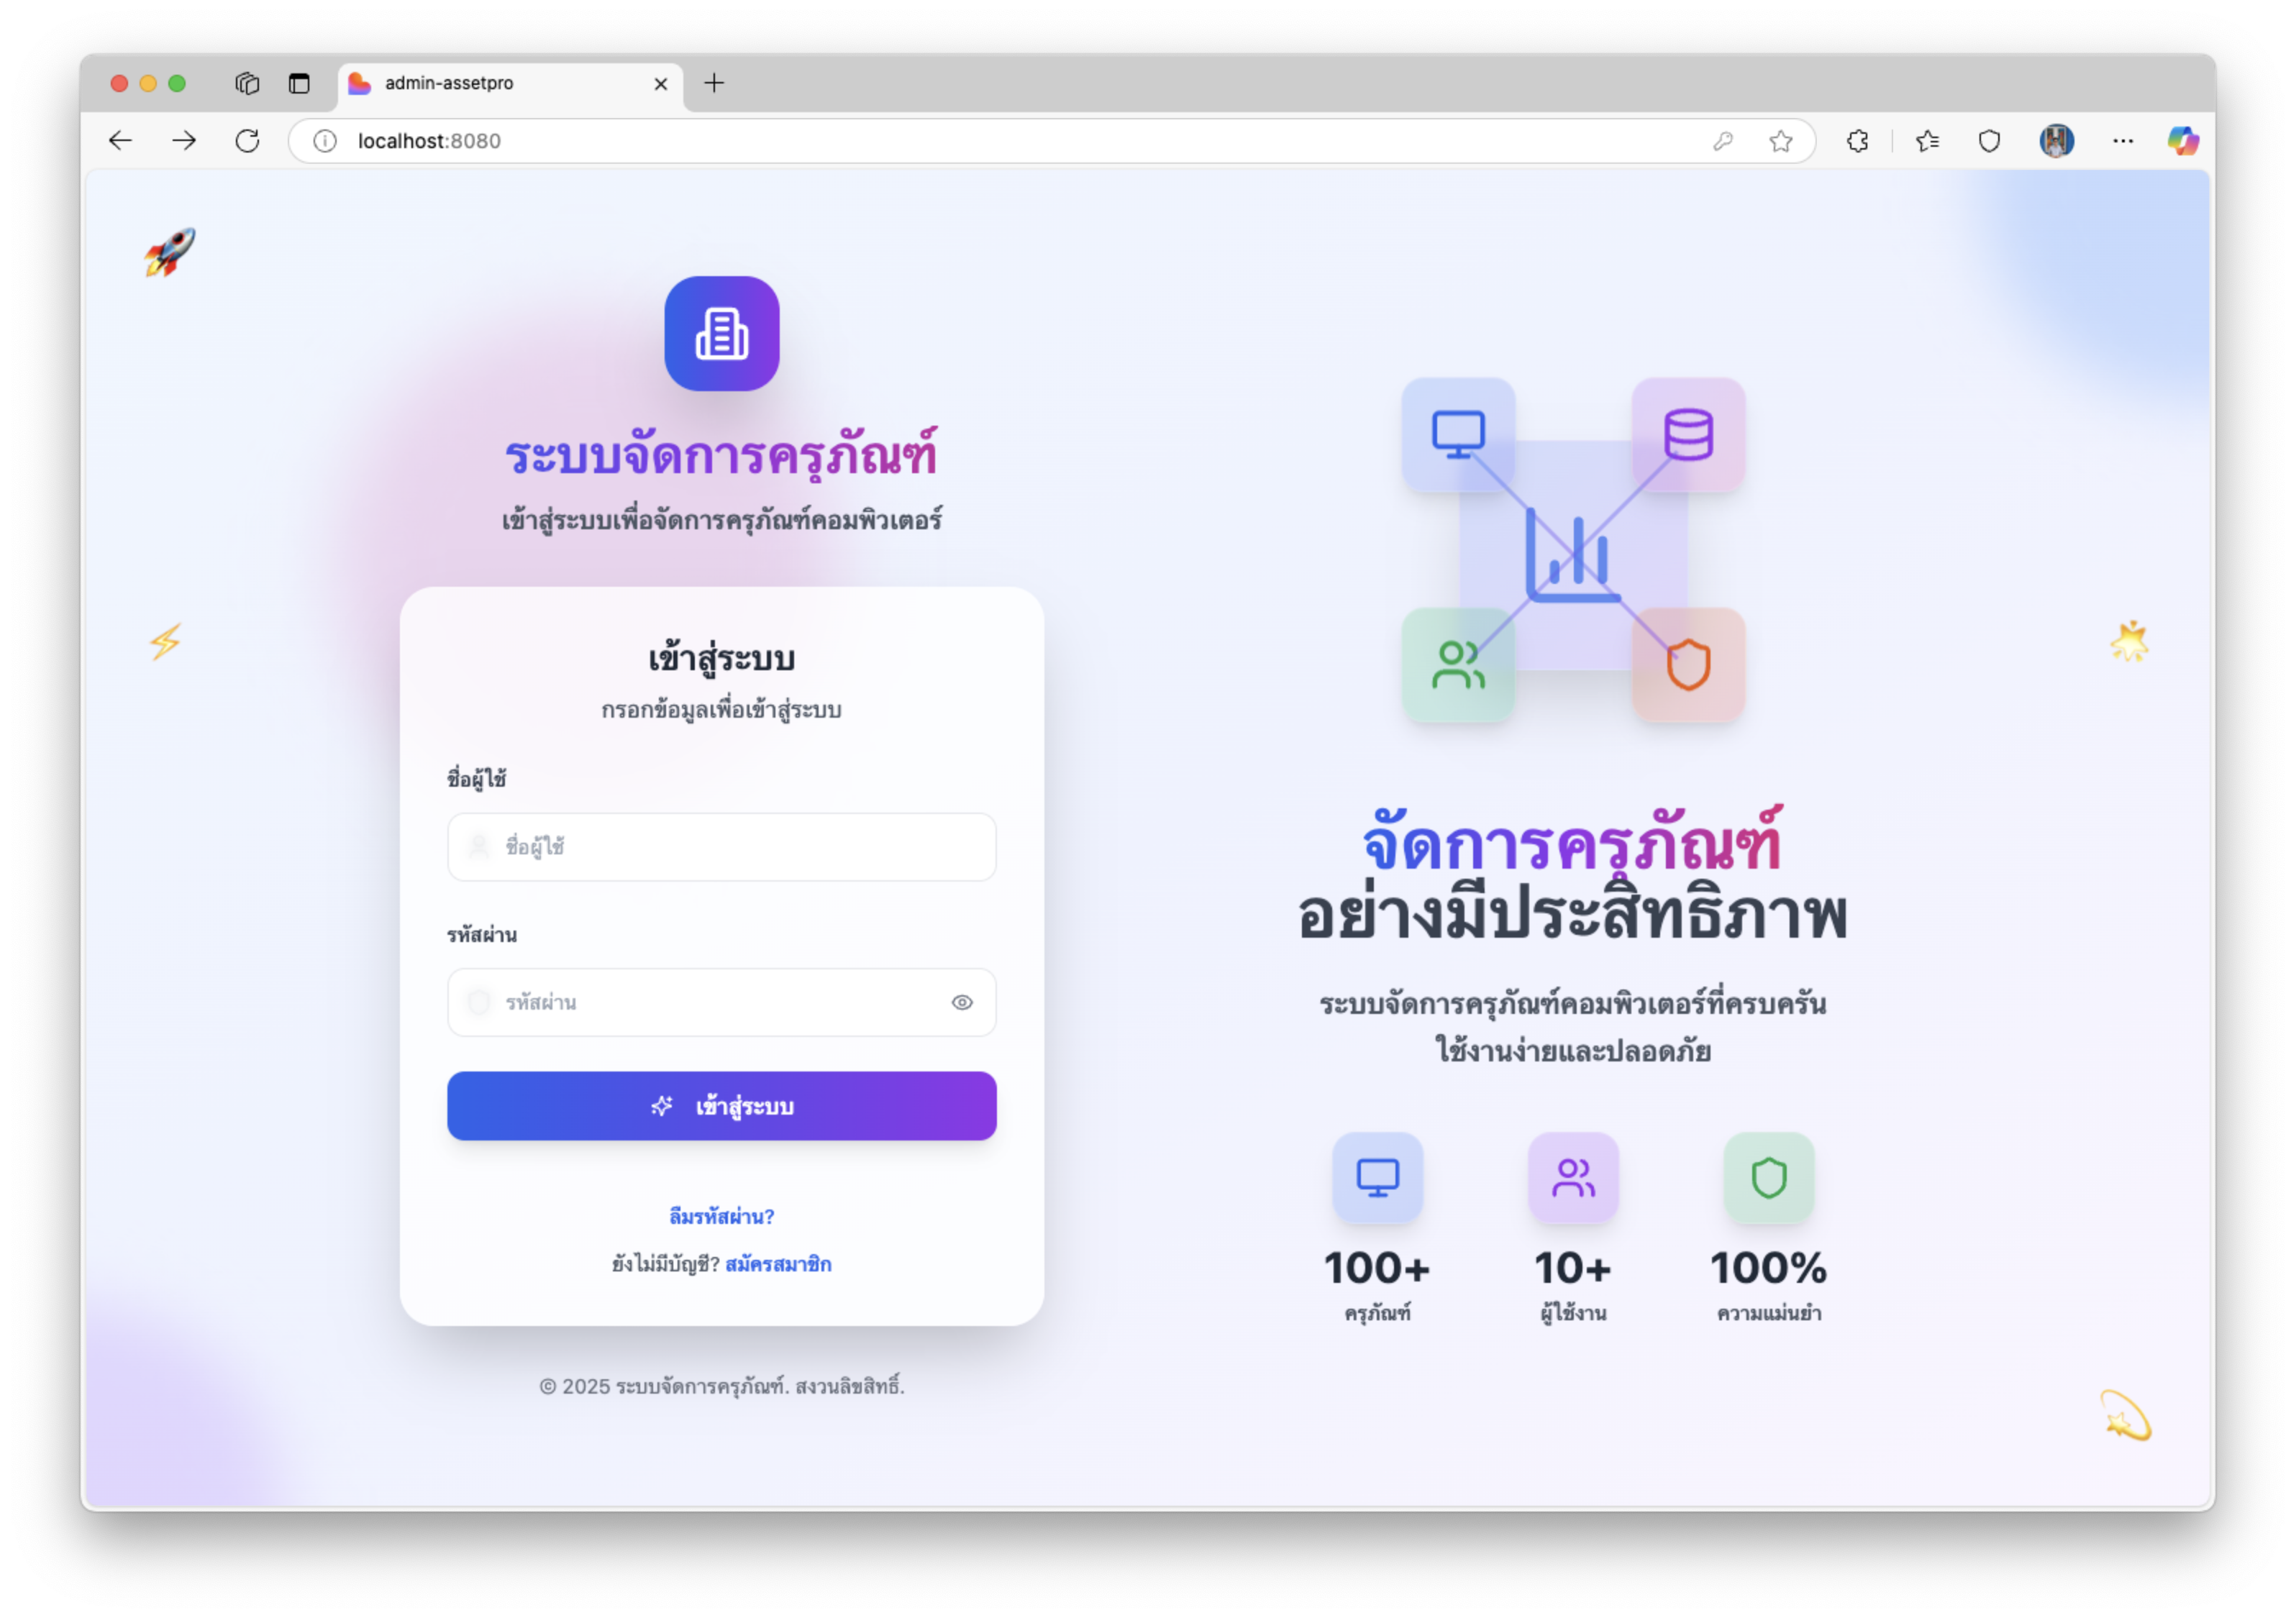 admin-assetpro
localhost:8080
ระบบจัดการครุภัณฑ์
เข้าสู่ระบบเพื่อจัดการครุภัณฑ์คอมพิวเตอร์
เข้าสู่ระบบ
กรอกข้อมูลเพื่อเข้าสู่ระบบ
ชื่อผู้ใช้
ชื่อผู้ใช้
รหัสผ่าน
รหัสผ่าน
เข้าสู่ระบบ
ลืมรหัสผ่าน?
ยังไม่มีบัญชี? สมัครสมาชิก
© 2025 ระบบจัดการครุภัณฑ์. สงวนลิขสิทธิ์.
จัดการครุภัณฑ์
อย่างมีประสิทธิภาพ
ระบบจัดการครุภัณฑ์คอมพิวเตอร์ที่ครบครัน
ใช้งานง่ายและปลอดภัย
100+
ครุภัณฑ์
10+
ผู้ใช้งาน
100%
ความแม่นยำ